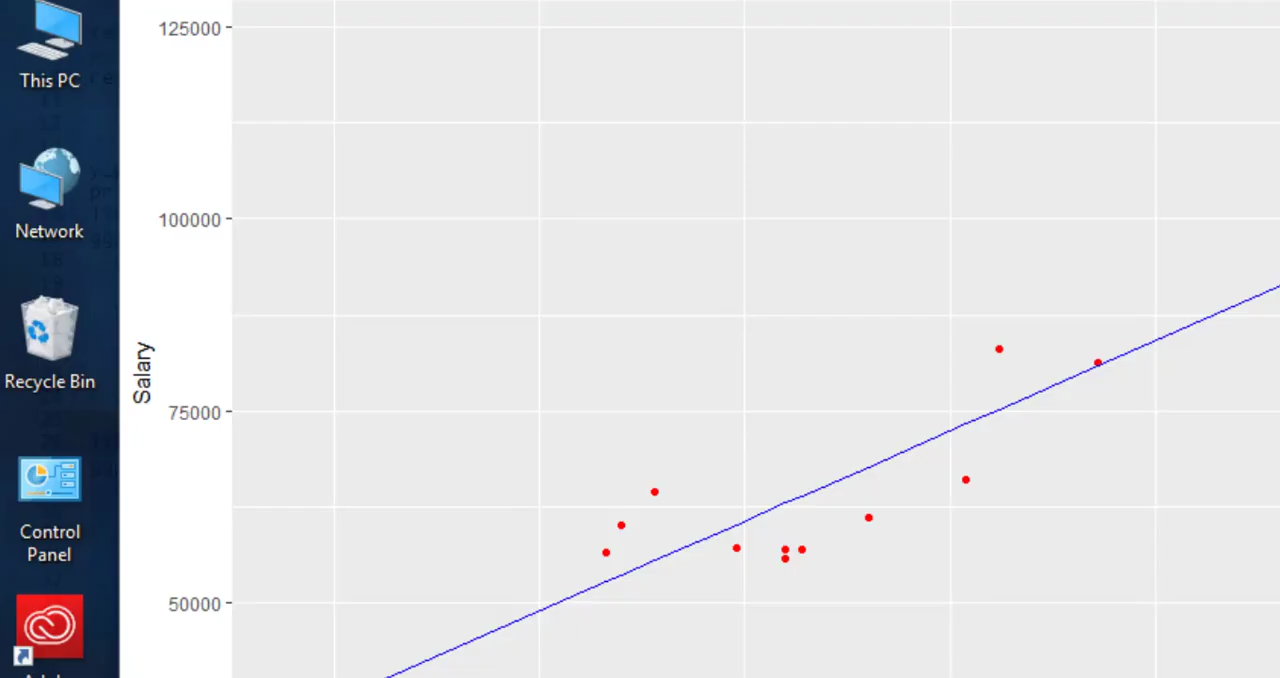 This PC
Network
Recycle Bin
Control
Panel
125000
100000
75000
50000
Salary